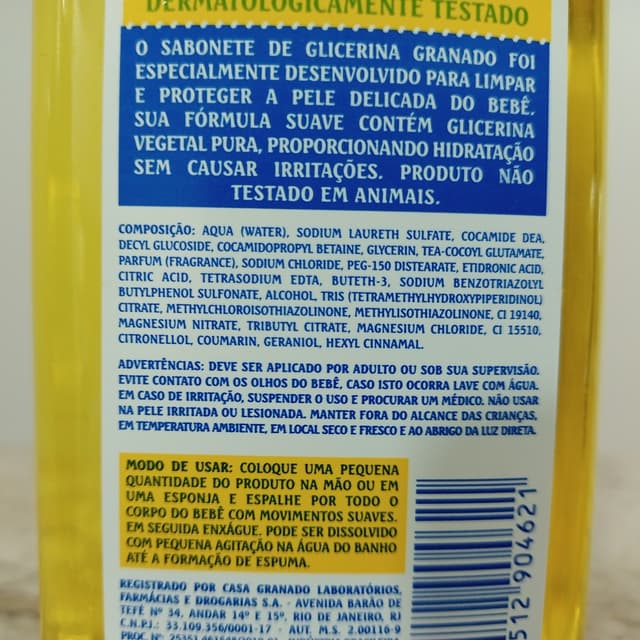 DERMATOLOGICAMENTE TESTADO
O SABONETE DE GLICERINA GRANADO FOI
ESPECIALMENTE DESENVOLVIDO PARA LIMPAR
E PROTEGER A PELE DELICADA DO BEBÊ.
SUA FÓRMULA SUAVE CONTÉM GLICERINA
VEGETAL PURA, PROPORCIONANDO HIDRATAÇÃO
SEM CAUSAR IRRITAÇÕES. PRODUTO NÃO
TESTADO EM ANIMAIS.
COMPOSIÇÃO: AQUA (WATER), SODIUM LAURETH SULFATE, COCAMIDE DEA,
DECYL GLUCOSIDE, COCAMIDOPROPYL BETAINE, GLYCERIN, TEA-COCOYL GLUTAMATE,
PARFUM (FRAGRANCE), SODIUM CHLORIDE, PEG-150 DISTEARATE, ETIDRONIC ACID,
CITRIC ACID, TETRASODIUM EDTA, BUTETH-3, SODIUM BENZOTRIAZOLYL
BUTYLPHENOL SULFONATE, ALCOHOL, TRIS (TETRAMETHYLHYDROXYPIPERIDINOL)
CITRATE, METHYLCHLOROISOTHIAZOLINONE, METHYLISOTHIAZOLINONE, CI 19140,
MAGNESIUM NITRATE, TRIBUTYL CITRATE, MAGNESIUM CHLORIDE, CI 15510,
CITRONELLOL, COUMARIN, GERANIOL, HEXYL CINNAMAL.
ADVERTÊNCIAS: DEVE SER APLICADO POR ADULTO OU SOB SUA SUPERVISÃO.
EVITE CONTATO COM OS OLHOS DO BEBÊ, CASO ISTO OCORRA LAVE COM ÁGUA.
EM CASO DE IRRITAÇÃO, SUSPENDER O USO E PROCURAR UM MÉDICO. NÃO USAR
NA PELE IRRITADA OU LESIONADA. MANTER FORA DO ALCANCE DAS CRIANÇAS,
EM TEMPERATURA AMBIENTE, EM LOCAL SECO E FRESCO E AO ABRIGO DA LUZ DIRETA.
MODO DE USAR: COLOQUE UMA PEQUENA
QUANTIDADE DO PRODUTO NA MÃO OU EM
UMA ESPONJA E ESPALHE POR TODO O
CORPO DO BEBÊ COM MOVIMENTOS SUAVES.
EM SEGUIDA ENXÁGUE. PODE SER DISSOLVIDO
COM PEQUENA AGITAÇÃO NA ÁGUA DO BANHO
ATÉ A FORMAÇÃO DE ESPUMA.
REGISTRADO POR CASA GRANADO LABORATÓRIOS,
FARMÁCIAS E DROGARIAS S.A. - AVENIDA BARÃO DE
TEFÉ Nº 34, ANDAR 14º E 15º, RIO DE JANEIRO, RJ
C.N.P.J.: 33.109.356/0001-17 - AUT. M.S. 2.00116-9
PROC. Nº
512 904621